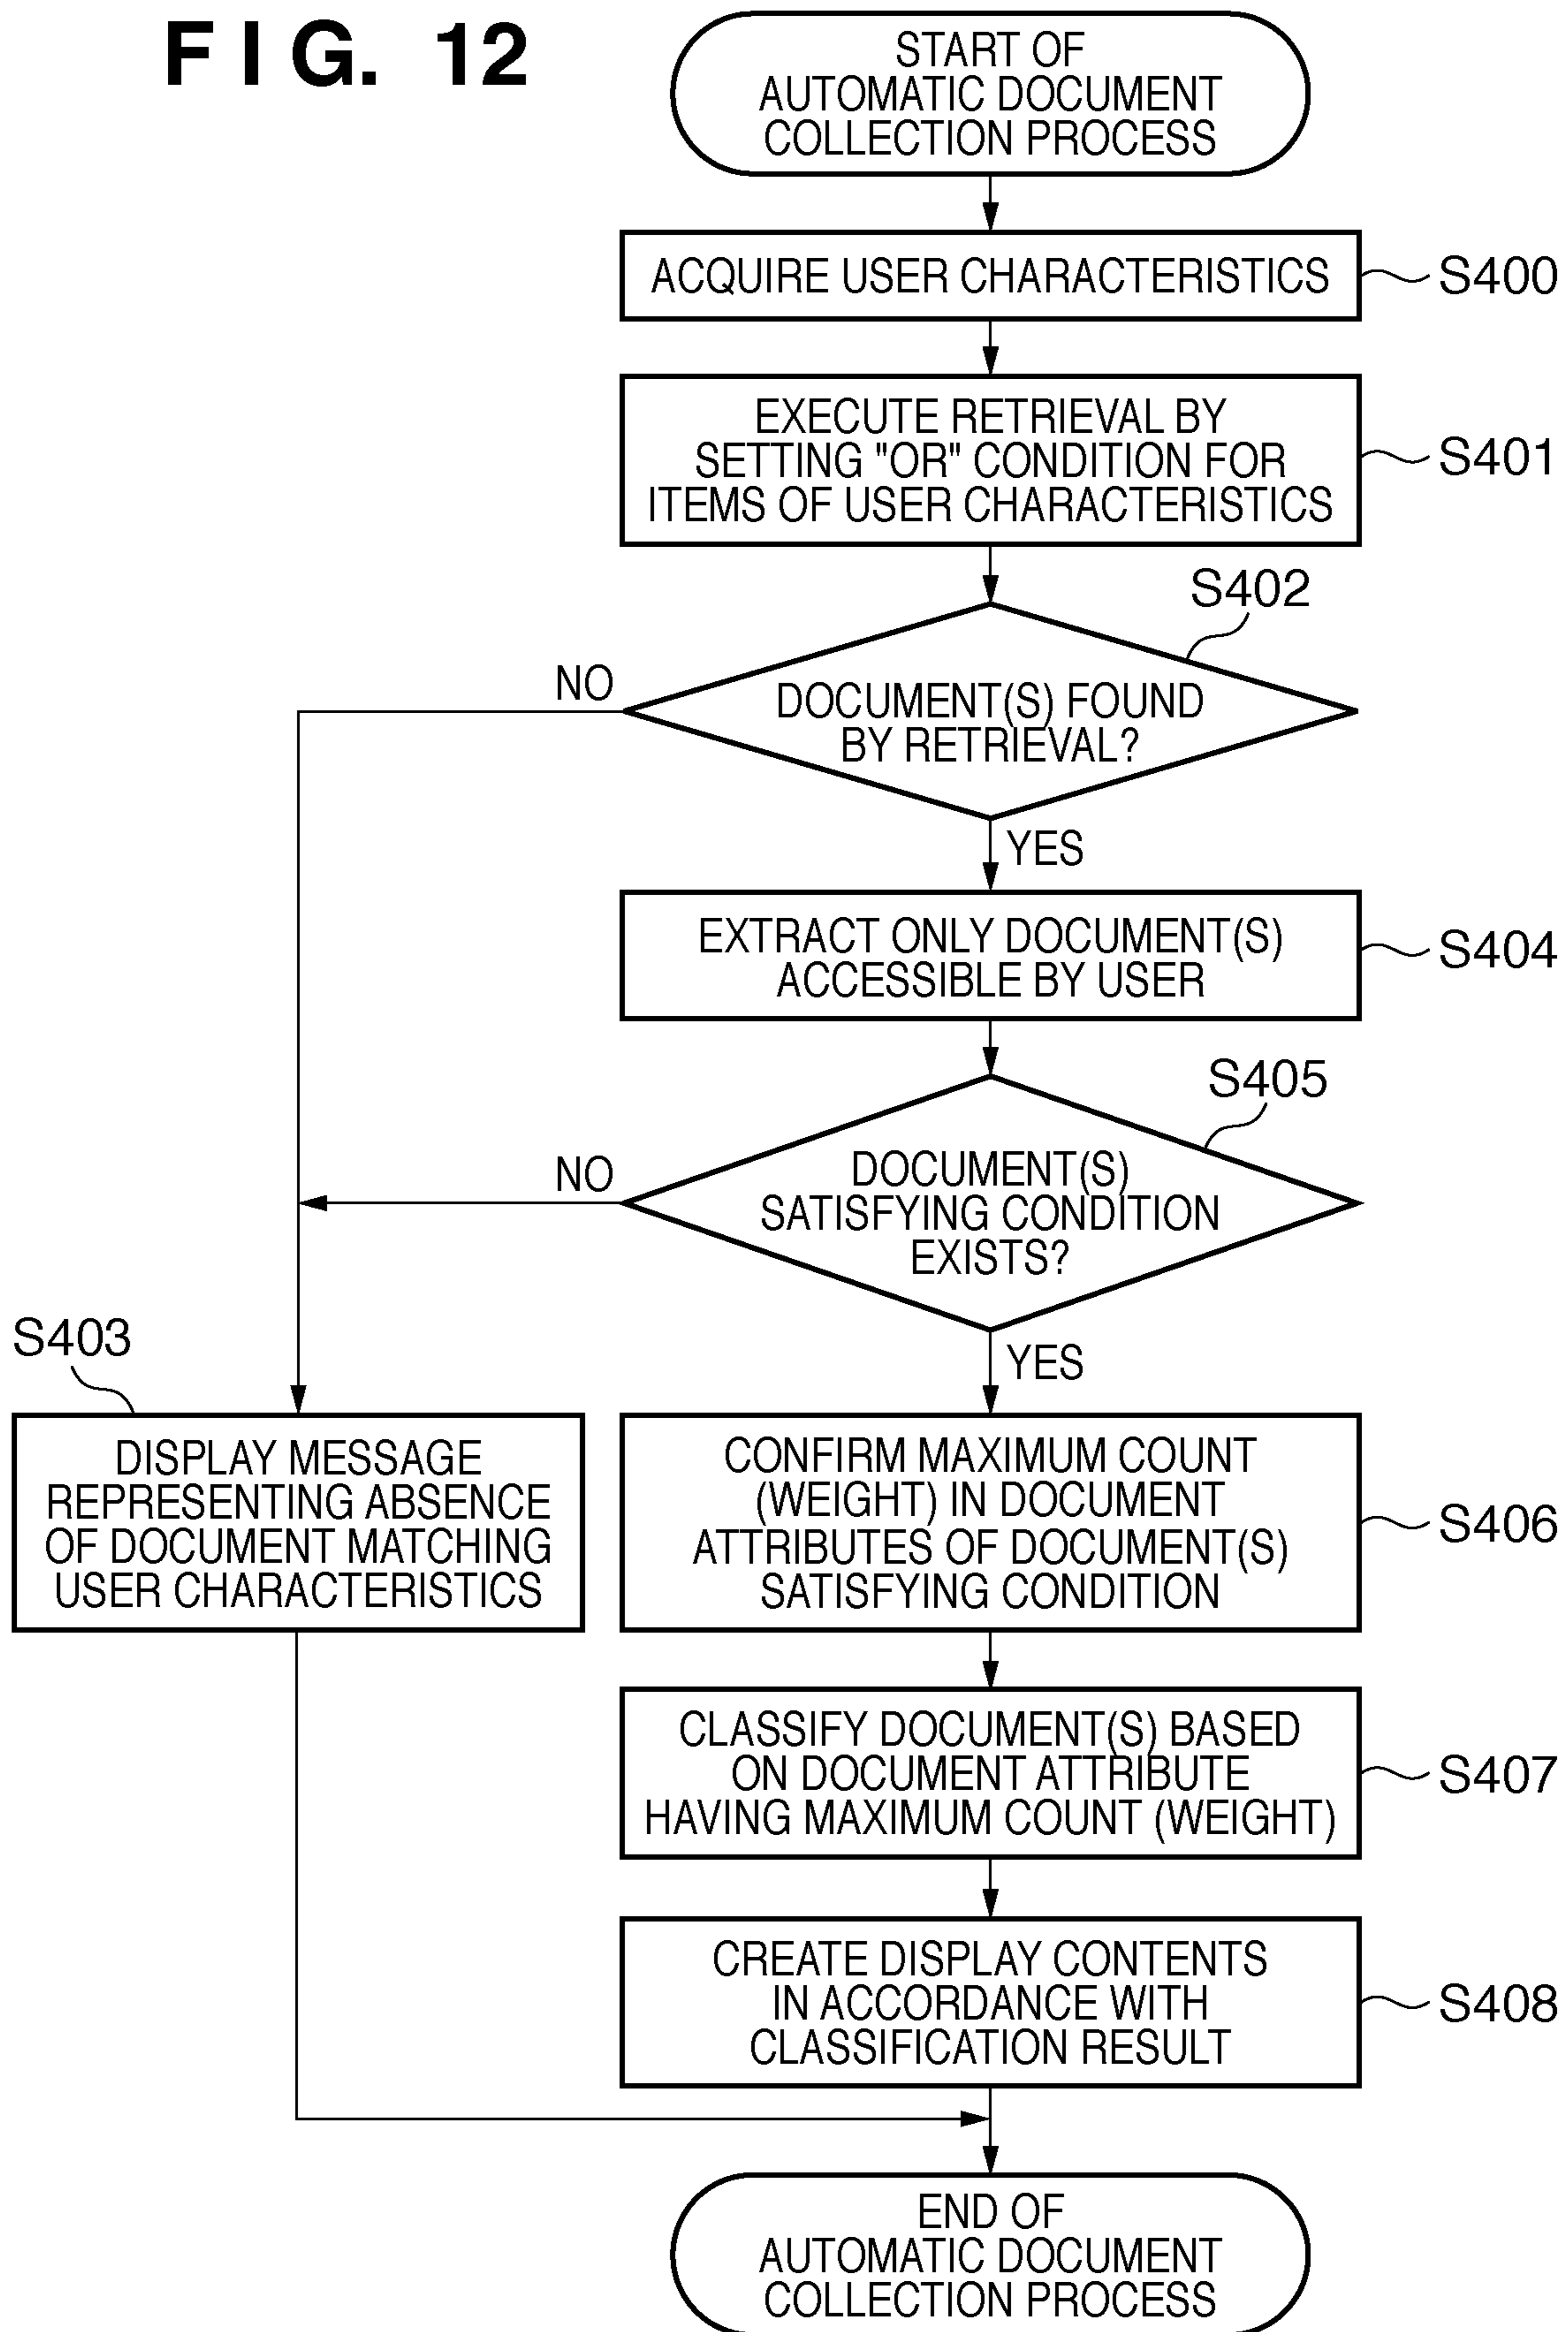 FIG. 12
START OF
AUTOMATIC DOCUMENT
COLLECTION PROCESS
ACQUIRE USER CHARACTERISTICS
S400
EXECUTE RETRIEVAL BY
SETTING "OR" CONDITION FOR
ITEMS OF USER CHARACTERISTICS
S401
S402
NO
DOCUMENT(S) FOUND
BY RETRIEVAL?
YES
EXTRACT ONLY DOCUMENT(S)
ACCESSIBLE BY USER
S404
S405
NO
DOCUMENT(S)
SATISFYING CONDITION
EXISTS?
YES
S403
DISPLAY MESSAGE
REPRESENTING ABSENCE
OF DOCUMENT MATCHING
USER CHARACTERISTICS
CONFIRM MAXIMUM COUNT
(WEIGHT) IN DOCUMENT
ATTRIBUTES OF DOCUMENT(S)
SATISFYING CONDITION
S406
CLASSIFY DOCUMENT(S) BASED
ON DOCUMENT ATTRIBUTE
HAVING MAXIMUM COUNT (WEIGHT)
S407
CREATE DISPLAY CONTENTS
IN ACCORDANCE WITH
CLASSIFICATION RESULT
S408
END OF
AUTOMATIC DOCUMENT
COLLECTION PROCESS